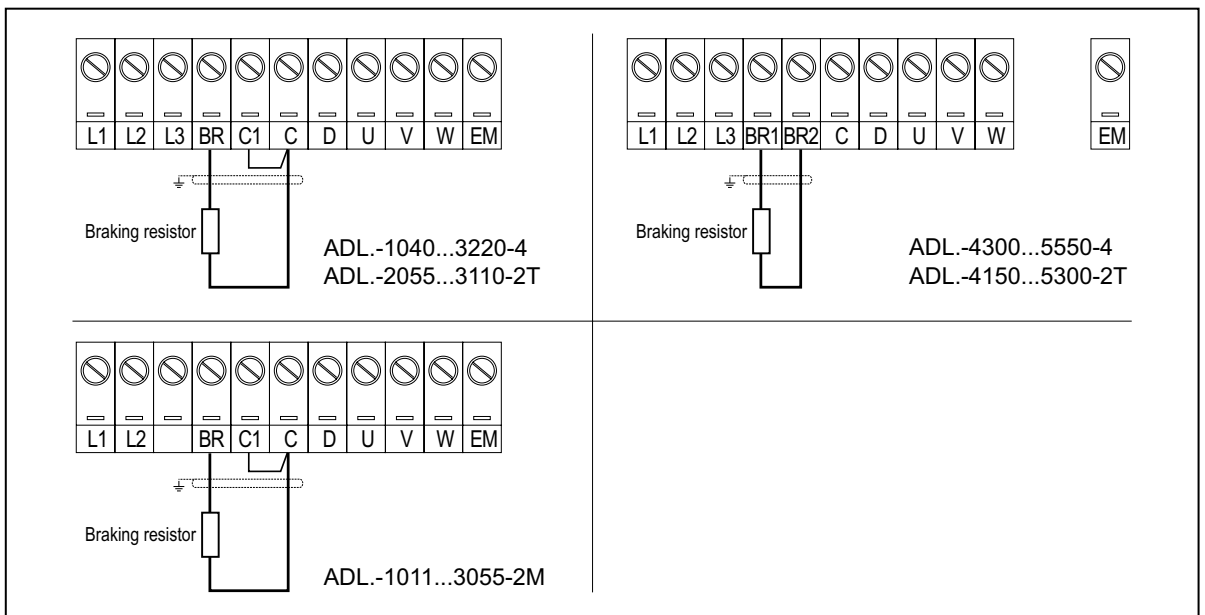 L1 L2 L3 BR C1 C D U V W EM
Braking resistor
ADL.-1040...3220-4
ADL.-2055...3110-2T
L1 L2 L3 BR1 BR2 C D U V W EM
Braking resistor
ADL.-4300...5550-4
ADL.-4150...5300-2T
L1 L2 BR C1 C D U V W EM
Braking resistor
ADL.-1011...3055-2M